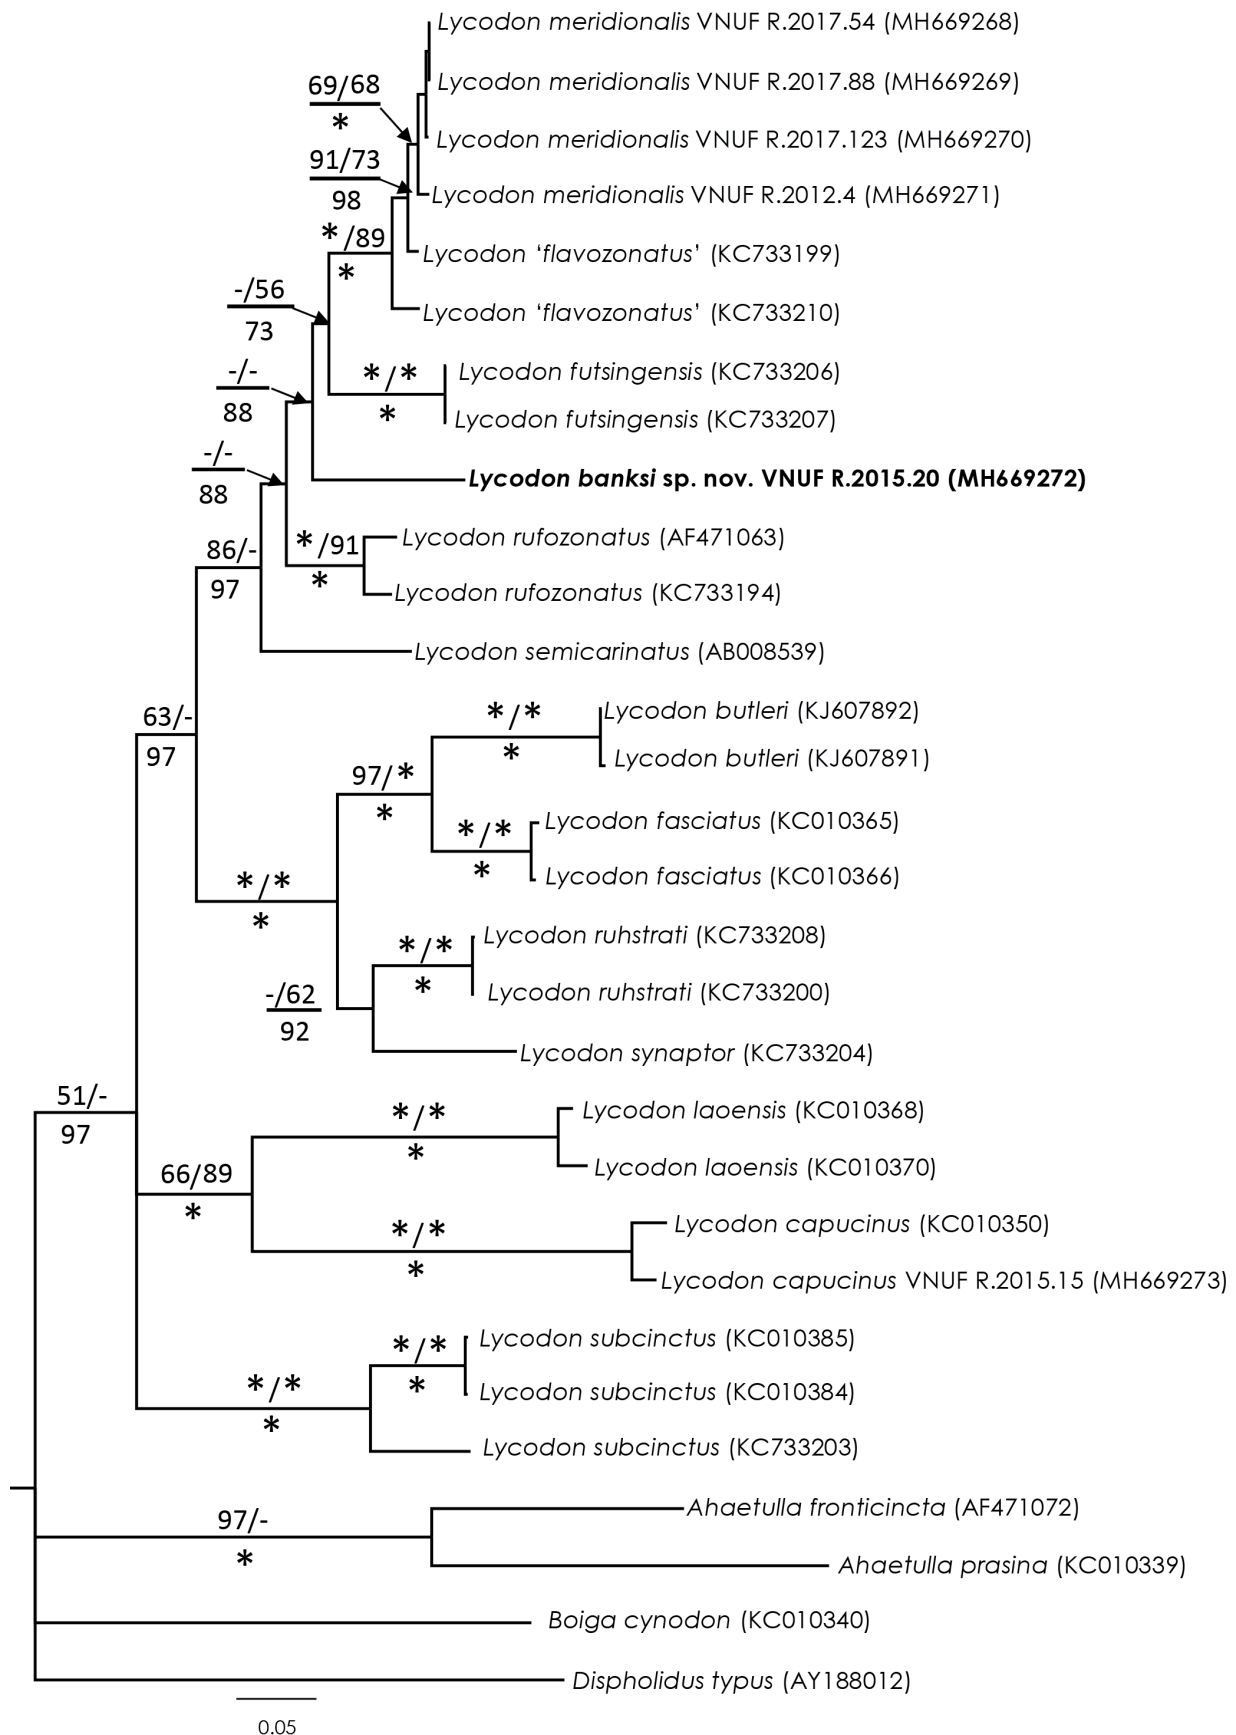 Lycodon meridionalis VNUF R.2017.54 (MH669268)
Lycodon meridionalis VNUF R.2017.88 (MH669269)
69/68
*
Lycodon meridionalis VNUF R.2017.123 (MH669270)
91/73
98
Lycodon meridionalis VNUF R.2012.4 (MH669271)
*/89
*
Lycodon ‘flavozonatus’ (KC733199)
-/56
73
Lycodon ‘flavozonatus’ (KC733210)
*/*
*
Lycodon futsingensis (KC733206)
-/-
88
Lycodon futsingensis (KC733207)
-/-
88
Lycodon banksi sp. nov. VNUF R.2015.20 (MH669272)
*/91
*
Lycodon rufozonatus (AF471063)
86/-
97
Lycodon rufozonatus (KC733194)
Lycodon semicarinatus (AB008539)
63/-
97
*/*
*
Lycodon butleri (KJ607892)
Lycodon butleri (KJ607891)
97/*
*
*/*
*
Lycodon fasciatus (KC010365)
Lycodon fasciatus (KC010366)
*/*
*
*/*
*
Lycodon ruhstrati (KC733208)
Lycodon ruhstrati (KC733200)
-/62
92
Lycodon synaptor (KC733204)
51/-
97
*/*
*
Lycodon laoensis (KC010368)
Lycodon laoensis (KC010370)
66/89
*
*/*
*
Lycodon capucinus (KC010350)
Lycodon capucinus VNUF R.2015.15 (MH669273)
*/*
*
Lycodon subcinctus (KC010385)
Lycodon subcinctus (KC010384)
*/*
*
Lycodon subcinctus (KC733203)
97/-
*
Ahaetulla fronticincta (AF471072)
Ahaetulla prasina (KC010339)
Boiga cynodon (KC010340)
Dispholidus typus (AY188012)
0.05